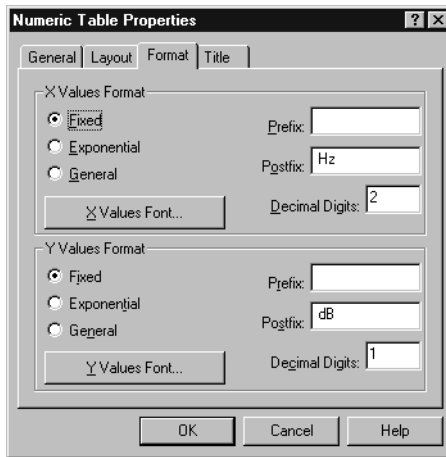 Numeric Table Properties
General Layout Format Title
X Values Format
Fixed
Exponential
General
X Values Font...
Prefix:
Postfix: Hz
Decimal Digits: 2
Y Values Format
Fixed
Exponential
General
Y Values Font...
Prefix:
Postfix: dB
Decimal Digits: 1
OK Cancel Help